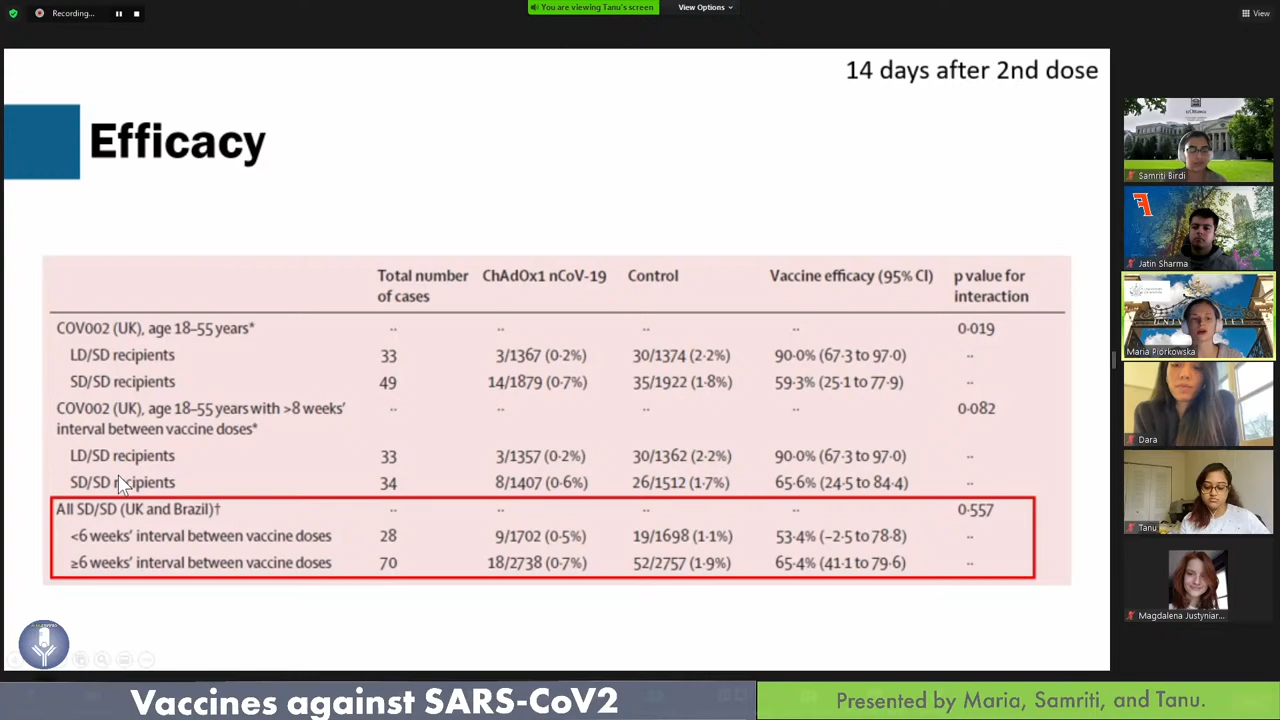 Recording...
You are viewing Tanu's screen
View Options
View
14 days after 2nd dose
Efficacy
Total number of cases ChAdOx1 nCoV-19 Control Vaccine efficacy (95% CI) p value for interaction
COV002 (UK), age 18–55 years* ·· ·· ·· ·· 0·019
LD/SD recipients 33 3/1367 (0·2%) 30/1374 (2·2%) 90·0% (67·3 to 97·0) ··
SD/SD recipients 49 14/1879 (0·7%) 35/1922 (1·8%) 59·3% (25·1 to 77·9) ··
COV002 (UK), age 18–55 years with >8 weeks' interval between vaccine doses* ·· ·· ·· ·· 0·082
LD/SD recipients 33 3/1357 (0·2%) 30/1362 (2·2%) 90·0% (67·3 to 97·0) ··
SD/SD recipients 34 8/1407 (0·6%) 26/1512 (1·7%) 65·6% (24·5 to 84·4) ··
All SD/SD (UK and Brazil)† ·· ·· ·· ·· 0·557
<6 weeks' interval between vaccine doses 28 9/1702 (0·5%) 19/1698 (1·1%) 53·4% (–2·5 to 78·8) ··
≥6 weeks' interval between vaccine doses 70 18/2738 (0·7%) 52/2757 (1·9%) 65·4% (41·1 to 79·6) ··
Samriti Birdi
Jatin Sharma
Maria Piórkowska
Dara
Tanu
Magdalena Justyniar...
Vaccines against SARS-CoV2
Presented by Maria, Samriti, and Tanu.